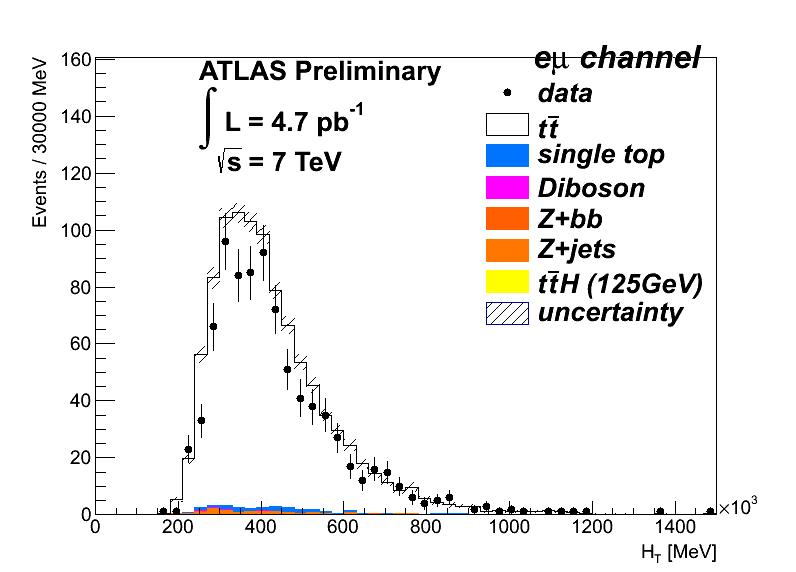 eμ channel
ATLAS Preliminary
∫ L = 4.7 pb⁻¹
√s = 7 TeV
data
tt̄
single top
Diboson
Z+bb
Z+jets
tt̄H (125GeV)
uncertainty
Events / 30000 MeV
160
140
120
100
80
60
40
20
0
0 200 400 600 800 1000 1200 1400 ×10³
H_T [MeV]